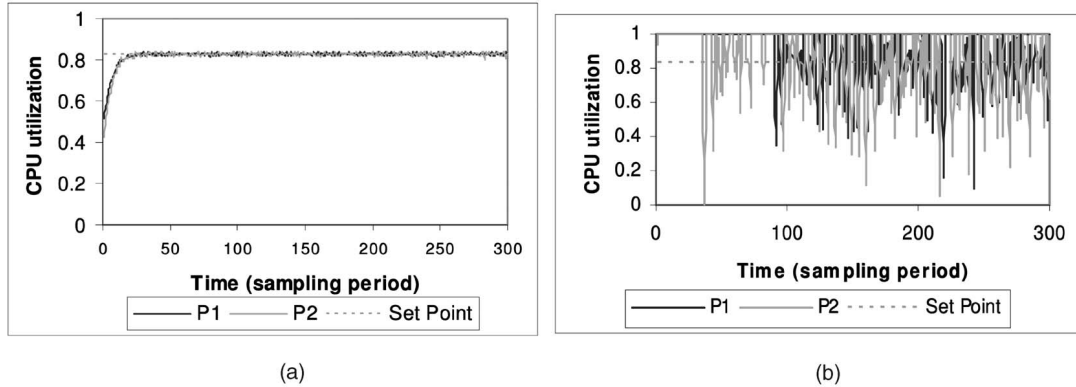 1
0.8
0.6
0.4
0.2
0
CPU utilization
0 50 100 150 200 250 300
Time (sampling period)
P1 P2 Set Point
(a)
1
0.8
0.6
0.4
0.2
0
CPU utilization
0 100 200 300
Time (sampling period)
P1 P2 Set Point
(b)